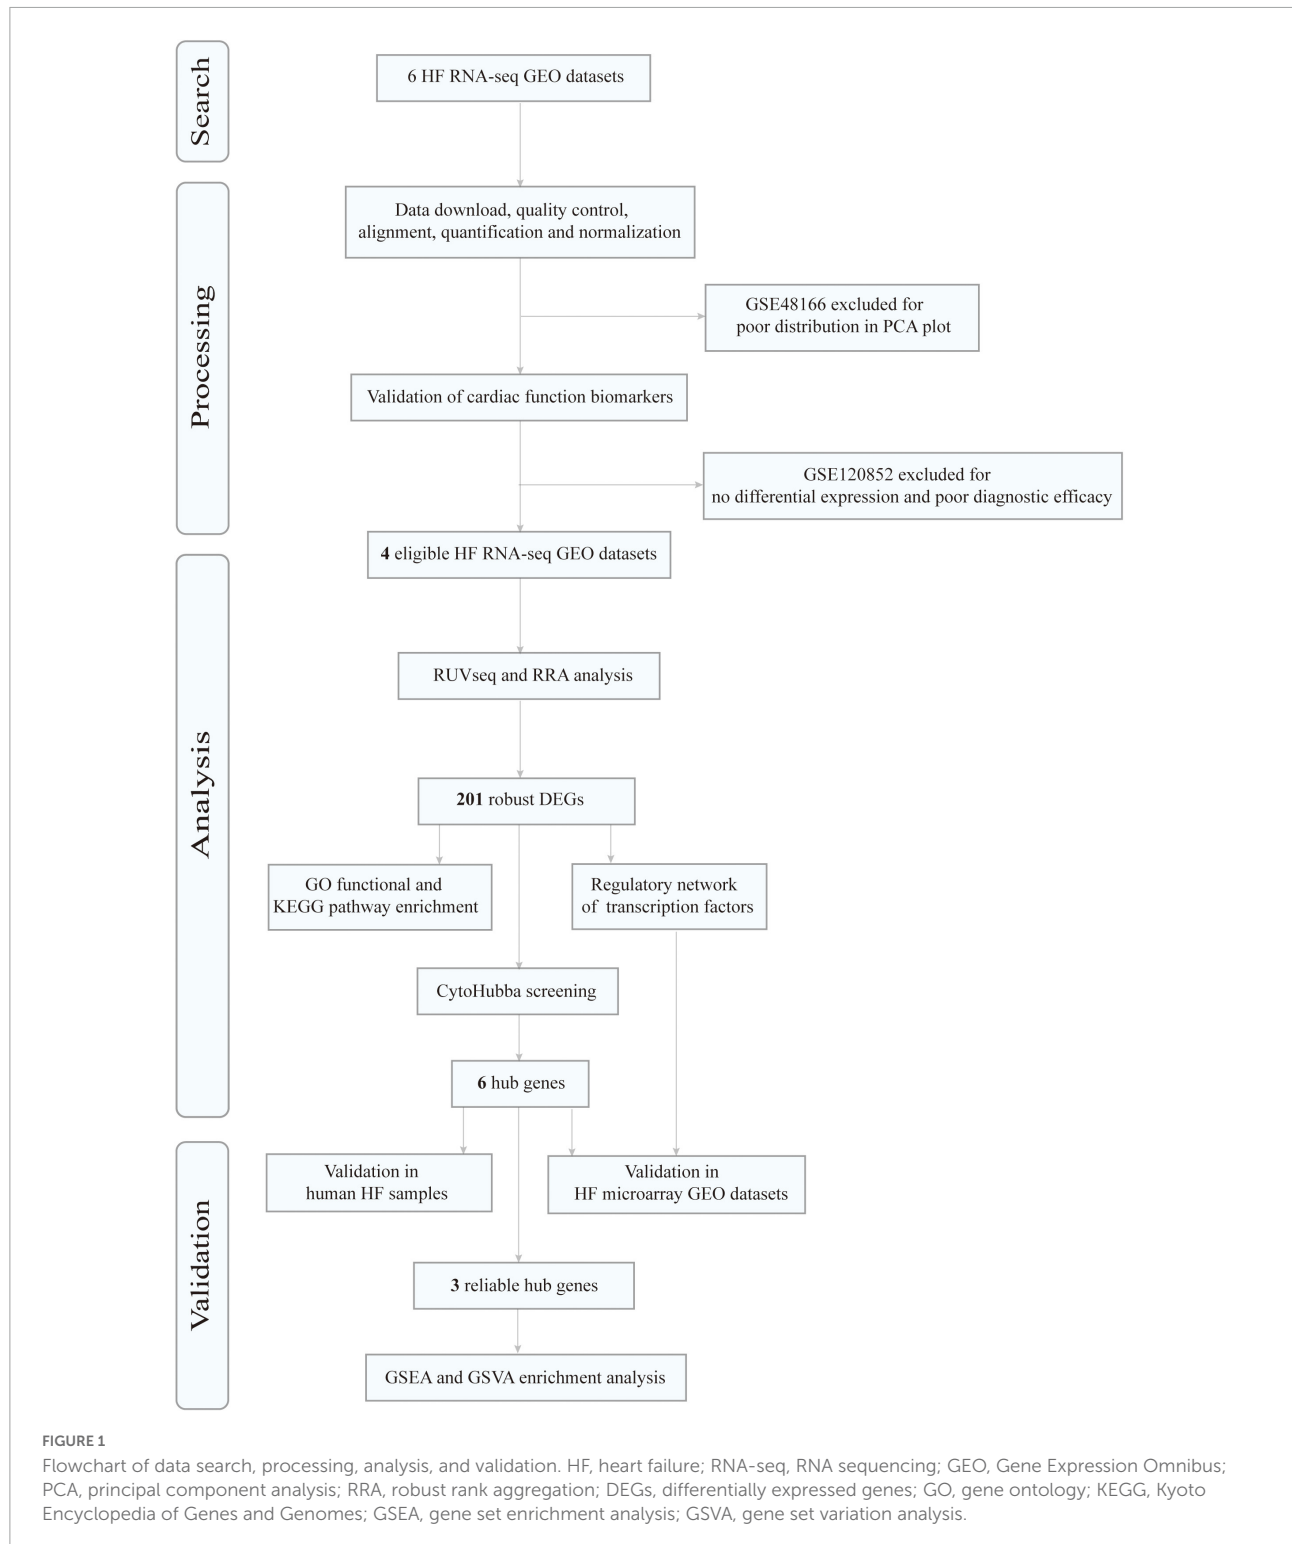 Search
6 HF RNA-seq GEO datasets
Processing
Data download, quality control,
alignment, quantification and normalization
GSE48166 excluded for
poor distribution in PCA plot
Validation of cardiac function biomarkers
GSE120852 excluded for
no differential expression and poor diagnostic efficacy
Analysis
4 eligible HF RNA-seq GEO datasets
RUVseq and RRA analysis
201 robust DEGs
GO functional and
KEGG pathway enrichment
Regulatory network
of transcription factors
CytoHubba screening
6 hub genes
Validation
Validation in
human HF samples
Validation in
HF microarray GEO datasets
3 reliable hub genes
GSEA and GSVA enrichment analysis
FIGURE 1
Flowchart of data search, processing, analysis, and validation. HF, heart failure; RNA-seq, RNA sequencing; GEO, Gene Expression Omnibus;
PCA, principal component analysis; RRA, robust rank aggregation; DEGs, differentially expressed genes; GO, gene ontology; KEGG, Kyoto
Encyclopedia of Genes and Genomes; GSEA, gene set enrichment analysis; GSVA, gene set variation analysis.